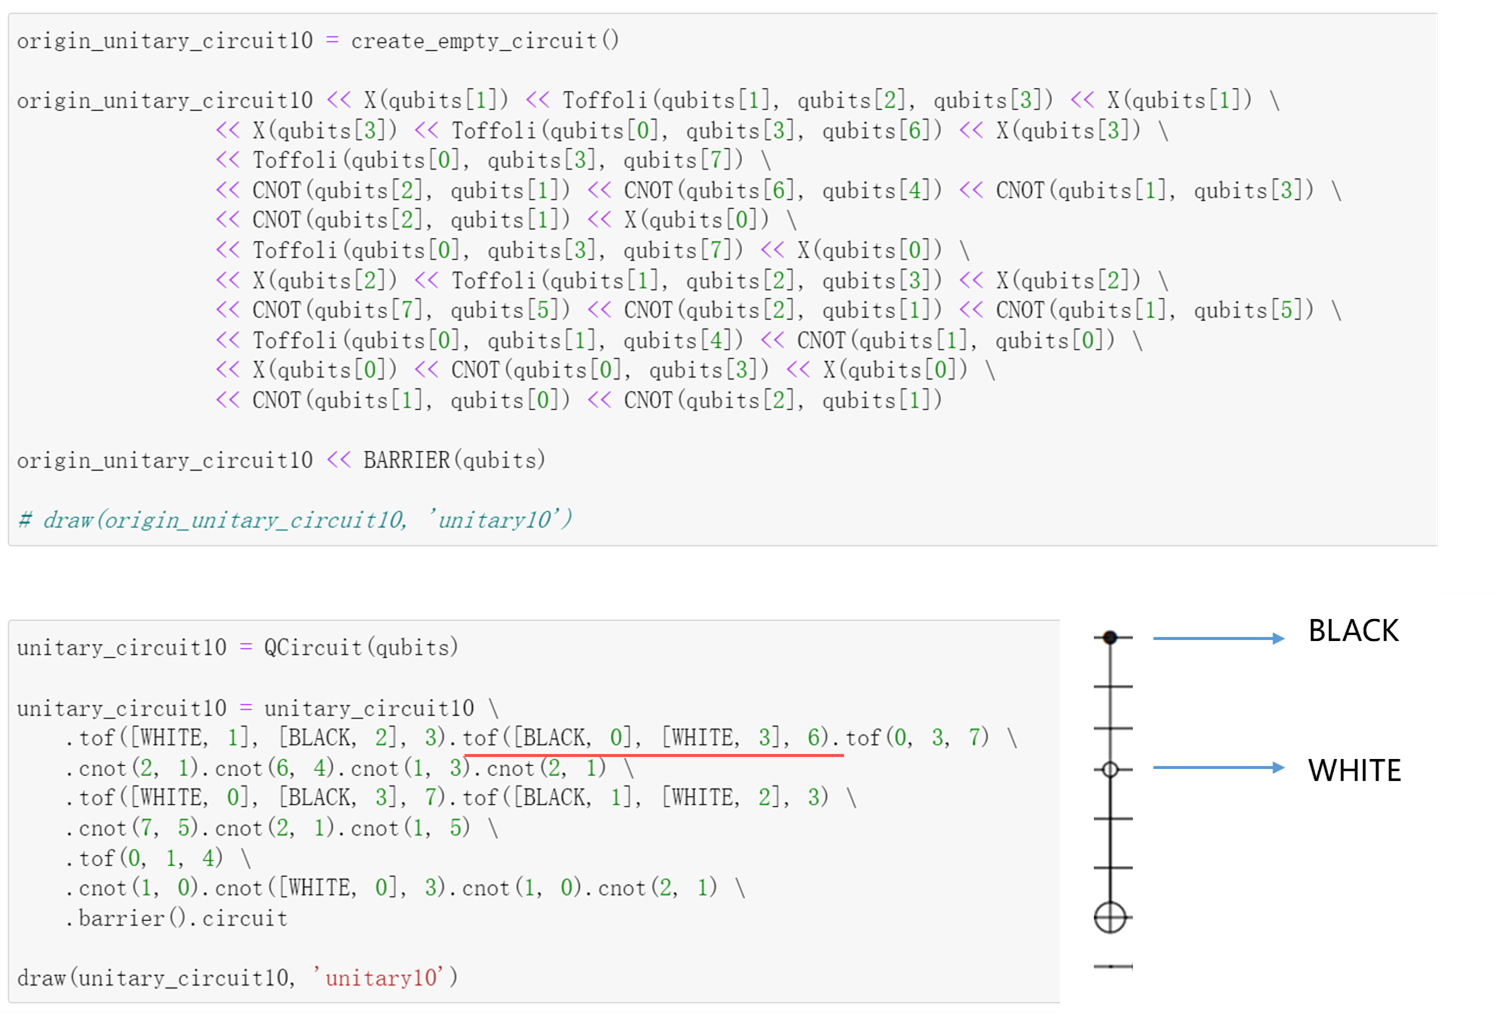 origin_unitary_circuit10 = create_empty_circuit()
origin_unitary_circuit10 << X(qubits[1]) << Toffoli(qubits[1], qubits[2], qubits[3]) << X(qubits[1]) \
<< X(qubits[3]) << Toffoli(qubits[0], qubits[3], qubits[6]) << X(qubits[3]) \
<< Toffoli(qubits[0], qubits[3], qubits[7]) \
<< CNOT(qubits[2], qubits[1]) << CNOT(qubits[6], qubits[4]) << CNOT(qubits[1], qubits[3]) \
<< CNOT(qubits[2], qubits[1]) << X(qubits[0]) \
<< Toffoli(qubits[0], qubits[3], qubits[7]) << X(qubits[0]) \
<< X(qubits[2]) << Toffoli(qubits[1], qubits[2], qubits[3]) << X(qubits[2]) \
<< CNOT(qubits[7], qubits[5]) << CNOT(qubits[2], qubits[1]) << CNOT(qubits[1], qubits[5]) \
<< Toffoli(qubits[0], qubits[1], qubits[4]) << CNOT(qubits[1], qubits[0]) \
<< X(qubits[0]) << CNOT(qubits[0], qubits[3]) << X(qubits[0]) \
<< CNOT(qubits[1], qubits[0]) << CNOT(qubits[2], qubits[1])
origin_unitary_circuit10 << BARRIER(qubits)
# draw(origin_unitary_circuit10, 'unitary10')
unitary_circuit10 = QCircuit(qubits)
unitary_circuit10 = unitary_circuit10 \
.tof([WHITE, 1], [BLACK, 2], 3).tof([BLACK, 0], [WHITE, 3], 6).tof(0, 3, 7) \
.cnot(2, 1).cnot(6, 4).cnot(1, 3).cnot(2, 1) \
.tof([WHITE, 0], [BLACK, 3], 7).tof([BLACK, 1], [WHITE, 2], 3) \
.cnot(7, 5).cnot(2, 1).cnot(1, 5) \
.tof(0, 1, 4) \
.cnot(1, 0).cnot([WHITE, 0], 3).cnot(1, 0).cnot(2, 1) \
.barrier().circuit
draw(unitary_circuit10, 'unitary10')
BLACK
WHITE